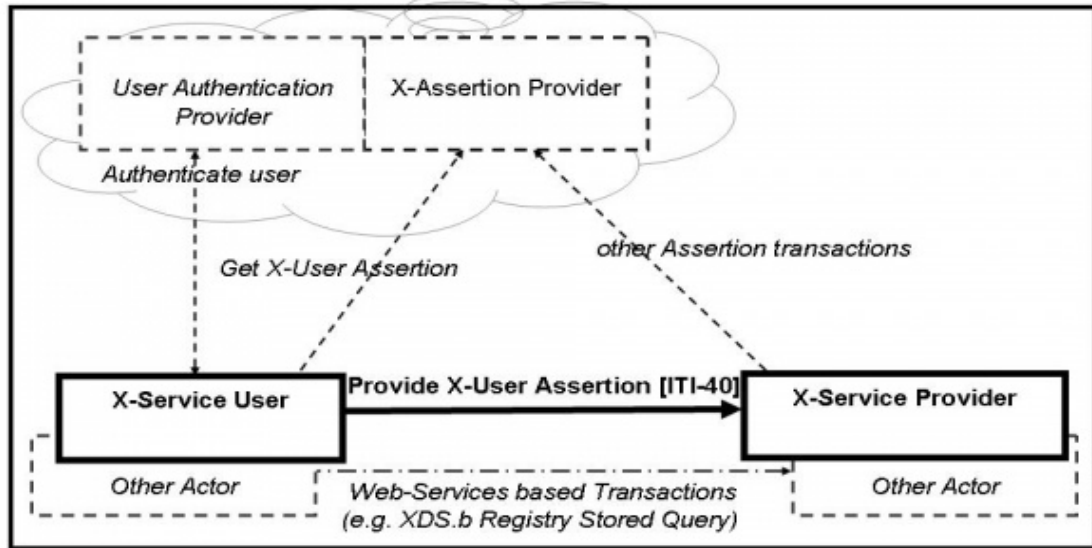 User Authentication
Provider
X-Assertion Provider
Authenticate user
Get X-User Assertion
other Assertion transactions
X-Service User
Provide X-User Assertion [ITI-40]
X-Service Provider
Other Actor
Web-Services based Transactions
(e.g. XDS.b Registry Stored Query)
Other Actor